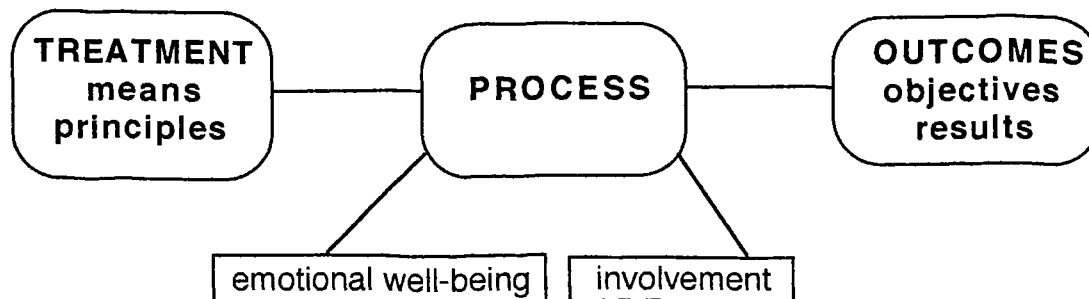 TREATMENT
means
principles
PROCESS
OUTCOMES
objectives
results
emotional well-being
involvement